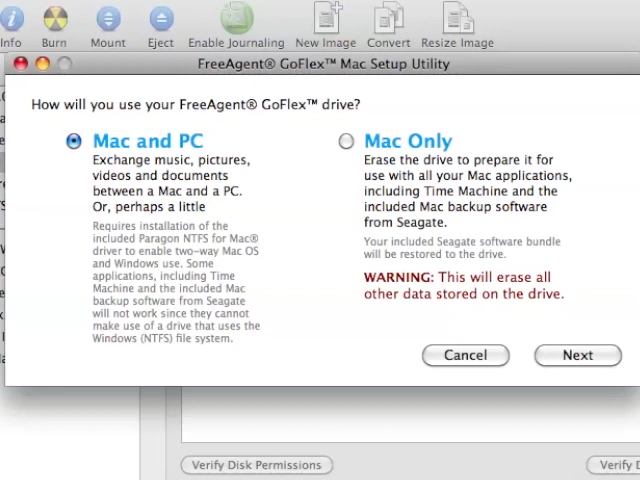 Info Burn Mount Eject Enable Journaling New Image Convert Resize Image
FreeAgent® GoFlex™ Mac Setup Utility
How will you use your FreeAgent® GoFlex™ drive?
Mac and PC
Exchange music, pictures,
videos and documents
between a Mac and a PC.
Or, perhaps a little
Requires installation of the
included Paragon NTFS for Mac®
driver to enable two-way Mac OS
and Windows use. Some
applications, including Time
Machine and the included Mac
backup software from Seagate
will not work since they cannot
make use of a drive that uses the
Windows (NTFS) file system.
Mac Only
Erase the drive to prepare it for
use with all your Mac applications,
including Time Machine and the
included Mac backup software
from Seagate.
Your included Seagate software bundle
will be restored to the drive.
WARNING: This will erase all
other data stored on the drive.
Cancel Next
Verify Disk Permissions Verify D